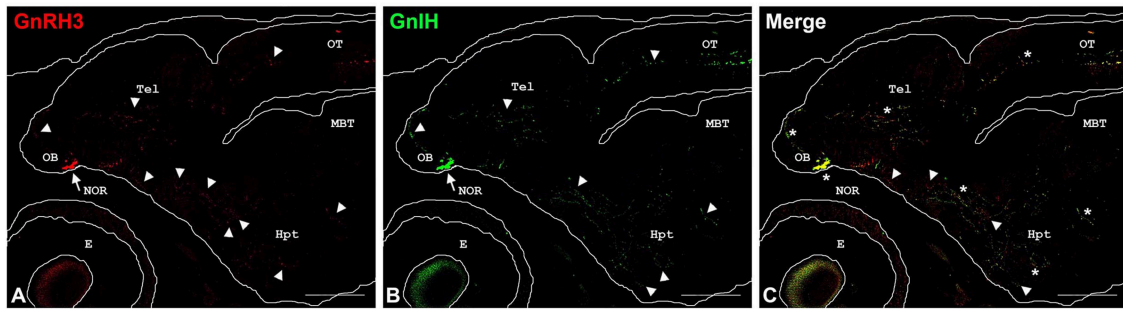 GnRH3
OT
Tel
MBT
OB
NOR
Hpt
E
A
GnIH
OT
Tel
MBT
OB
NOR
Hpt
E
B
Merge
OT
*
Tel
*
MBT
*
OB
*
NOR
*
*
Hpt
*
E
C